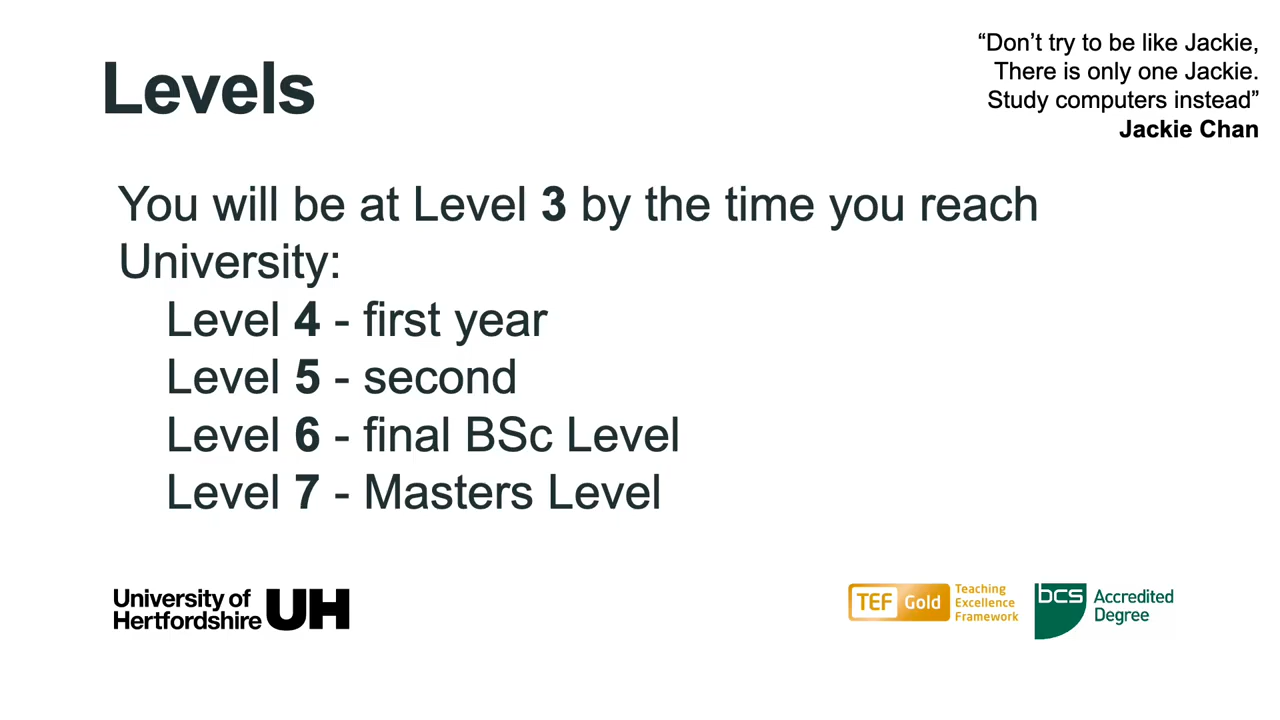 “Don’t try to be like Jackie,
There is only one Jackie.
Study computers instead”
Jackie Chan
Levels
You will be at Level 3 by the time you reach
University:
Level 4 - first year
Level 5 - second
Level 6 - final BSc Level
Level 7 - Masters Level
University of
Hertfordshire UH
TEF Gold
Teaching
Excellence
Framework
bcs
Accredited
Degree